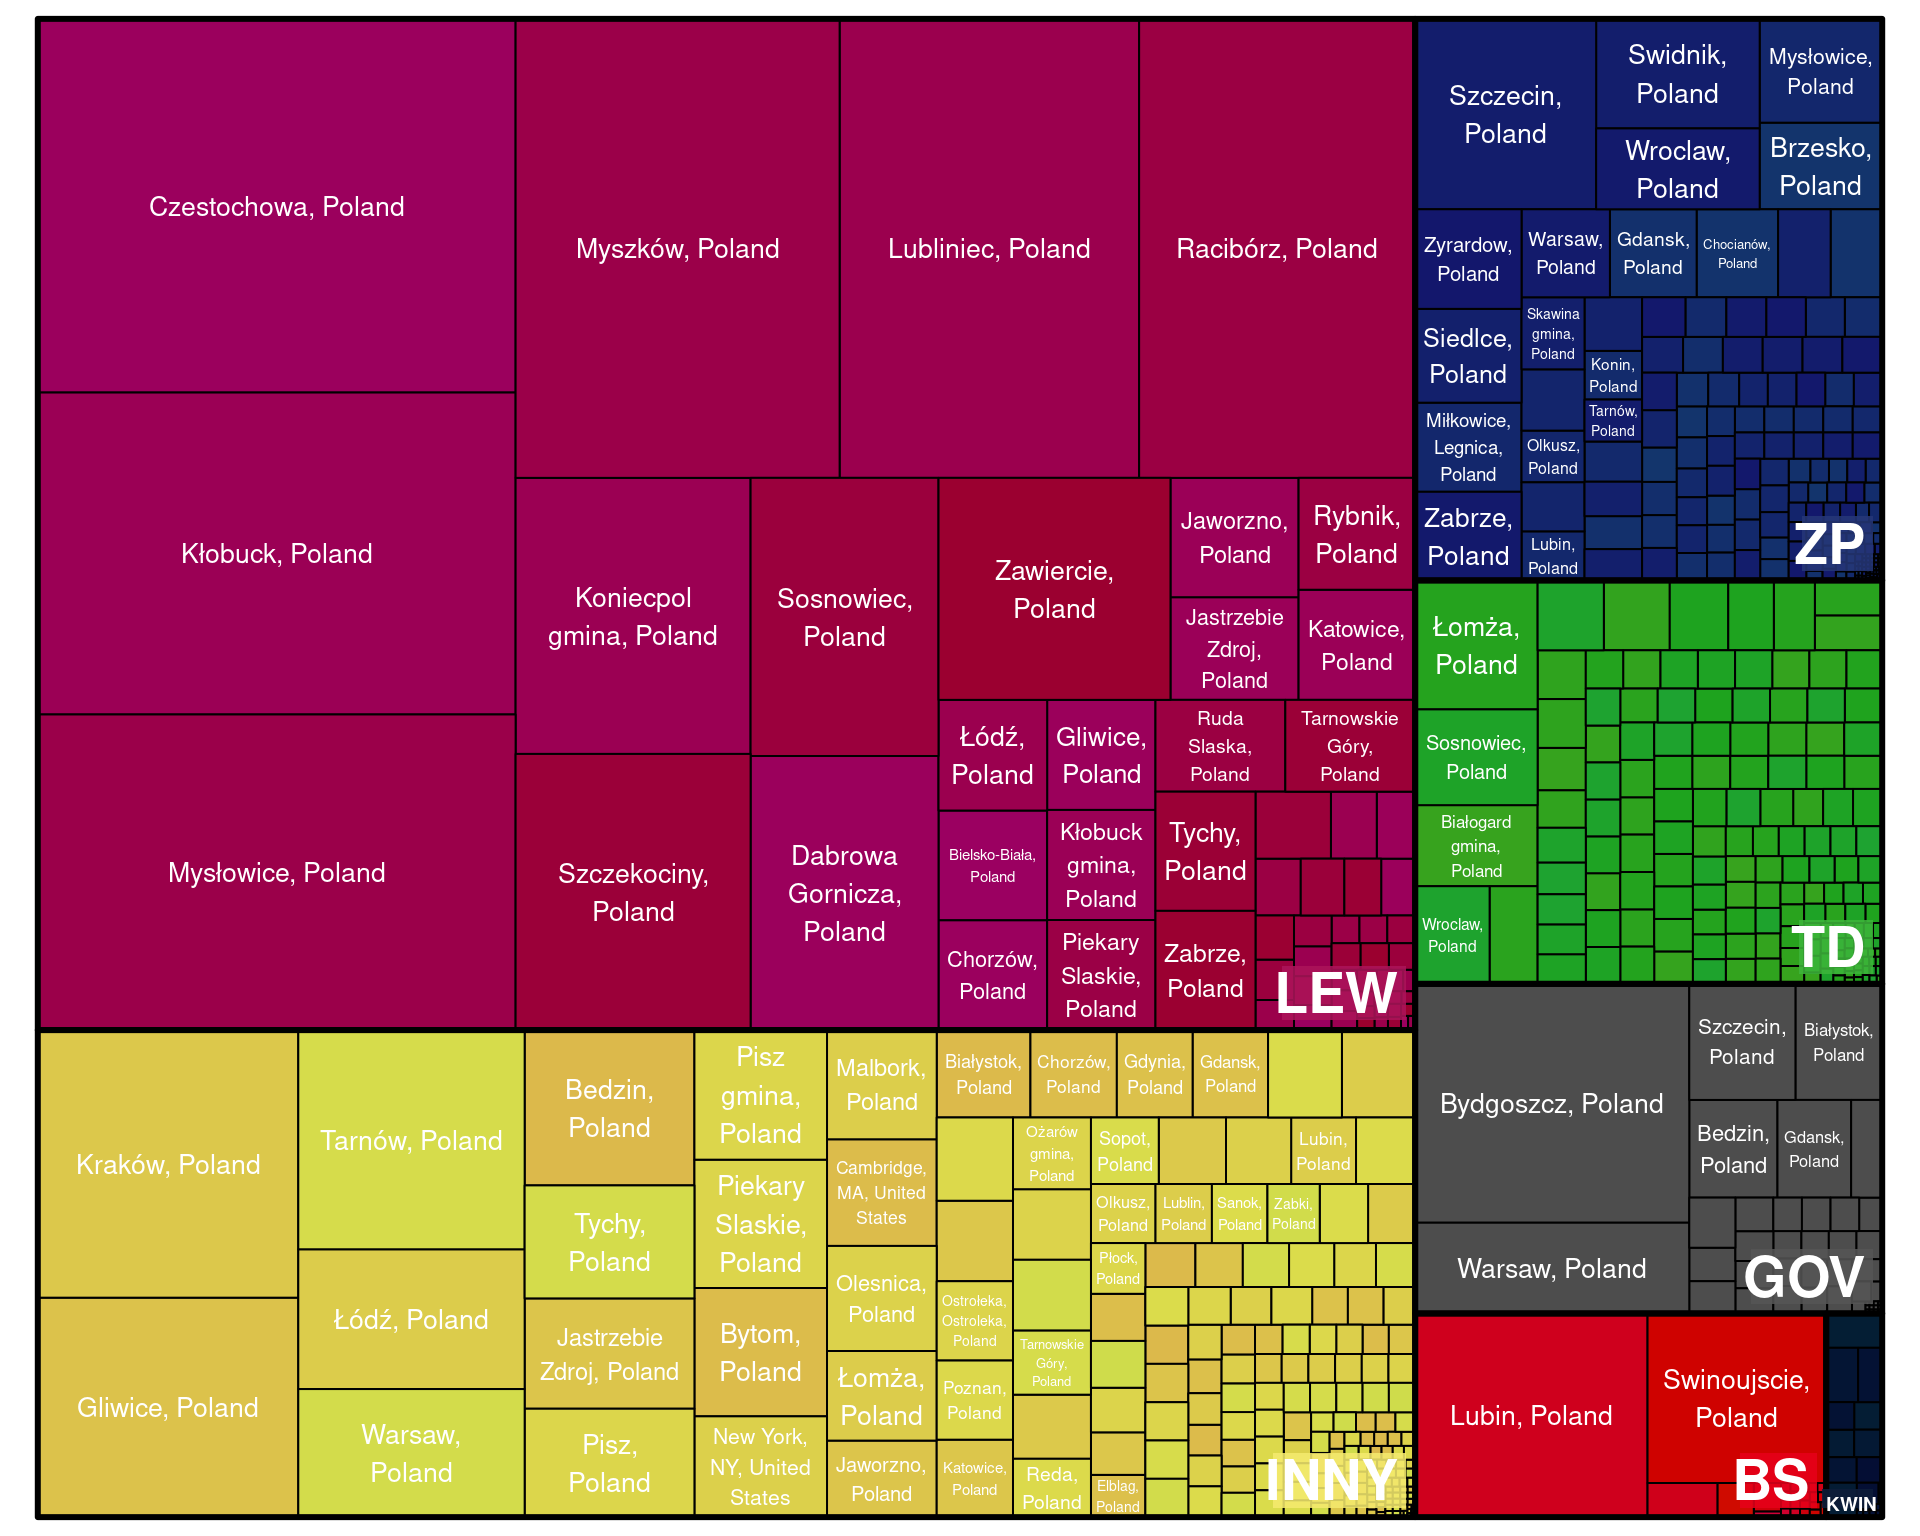 Czestochowa, Poland
Kłobuck, Poland
Mysłowice, Poland
Myszków, Poland
Lubliniec, Poland
Racibórz, Poland
Koniecpol
gmina, Poland
Szczekociny,
Poland
Sosnowiec,
Poland
Dabrowa
Gornicza,
Poland
Zawiercie,
Poland
Jaworzno,
Poland
Jastrzebie
Zdroj,
Poland
Rybnik,
Poland
Katowice,
Poland
Łódź,
Poland
Bielsko-Biała,
Poland
Chorzów,
Poland
Gliwice,
Poland
Kłobuck
gmina,
Poland
Piekary
Slaskie,
Poland
Ruda
Slaska,
Poland
Tarnowskie
Góry,
Poland
Tychy,
Poland
Zabrze,
Poland
LEW
Kraków, Poland
Gliwice, Poland
Tarnów, Poland
Łódź, Poland
Warsaw,
Poland
Bedzin,
Poland
Tychy,
Poland
Jastrzebie
Zdroj, Poland
Pisz,
Poland
Pisz
gmina,
Poland
Piekary
Slaskie,
Poland
Bytom,
Poland
New York,
NY, United
States
Malbork,
Poland
Cambridge,
MA, United
States
Olesnica,
Poland
Łomża,
Poland
Jaworzno,
Poland
Białystok,
Poland
Chorzów,
Poland
Gdynia,
Poland
Gdansk,
Poland
Ostrołeka,
Ostroleka,
Poland
Poznan,
Poland
Katowice,
Poland
Ożarów
gmina,
Poland
Tarnowskie
Góry,
Poland
Reda,
Poland
Sopot,
Poland
Lubin,
Poland
Olkusz,
Poland
Lublin,
Poland
Sanok,
Poland
Zabki,
Poland
Płock,
Poland
Elblag,
Poland
INNY
Szczecin,
Poland
Swidnik,
Poland
Wroclaw,
Poland
Mysłowice,
Poland
Brzesko,
Poland
Zyrardow,
Poland
Siedlce,
Poland
Miłkowice,
Legnica,
Poland
Zabrze,
Poland
Warsaw,
Poland
Gdansk,
Poland
Chocianów,
Poland
Skawina
gmina,
Poland
Olkusz,
Poland
Lubin,
Poland
Konin,
Poland
Tarnów,
Poland
ZP
Łomża,
Poland
Sosnowiec,
Poland
Białogard
gmina,
Poland
Wroclaw,
Poland
TD
Bydgoszcz, Poland
Warsaw, Poland
Szczecin,
Poland
Białystok,
Poland
Bedzin,
Poland
Gdansk,
Poland
GOV
Lubin, Poland
Swinoujscie,
Poland
BS
KWIN